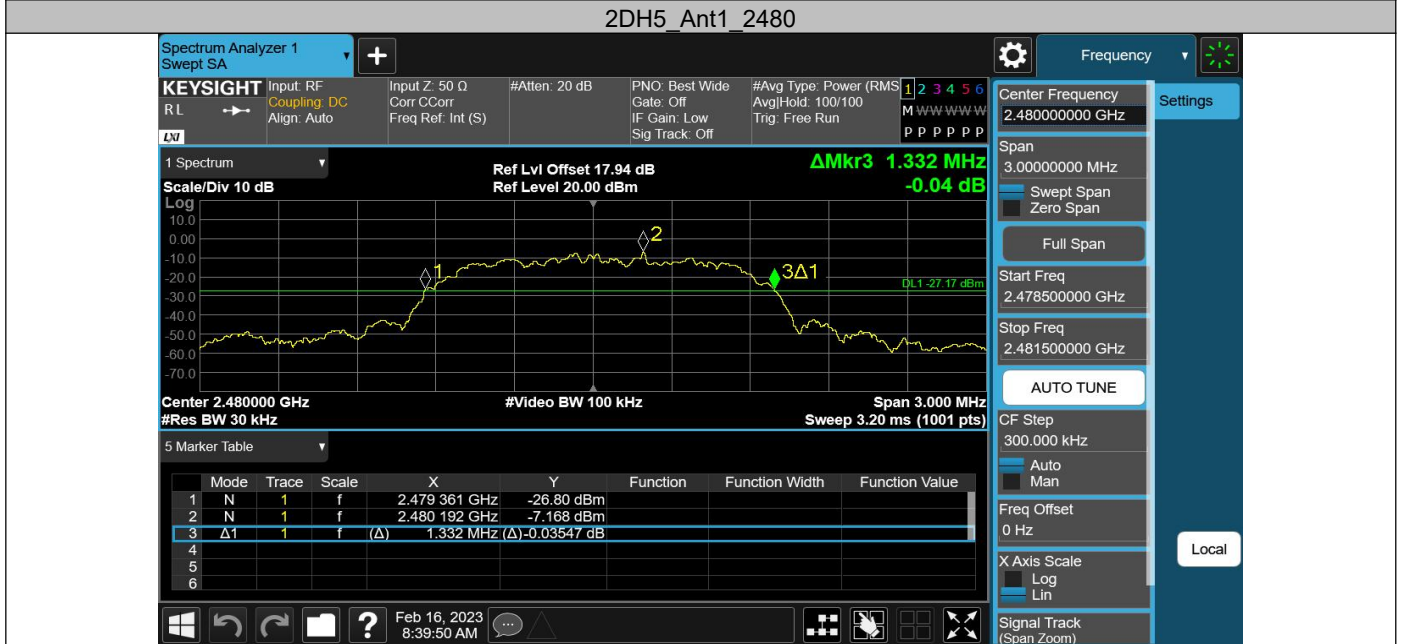 2DH5_Ant1_2480
Spectrum Analyzer 1
Swept SA
+
Frequency
KEYSIGHT
RL
LXI
Input: RF
Coupling: DC
Align: Auto
Input Z: 50 Ω
Corr CCorr
Freq Ref: Int (S)
#Atten: 20 dB
PNO: Best Wide
Gate: Off
IF Gain: Low
Sig Track: Off
#Avg Type: Power (RMS
Avg|Hold: 100/100
Trig: Free Run
1 2 3 4 5 6
M W W W W W
P P P P P P
1 Spectrum
Scale/Div 10 dB
Ref Lvl Offset 17.94 dB
Ref Level 20.00 dBm
ΔMkr3 1.332 MHz
-0.04 dB
Log
10.0
0.00
-10.0
-20.0
-30.0
-40.0
-50.0
-60.0
-70.0
1
2
3Δ1
DL1 -27.17 dBm
Center 2.480000 GHz
#Video BW 100 kHz
Span 3.000 MHz
#Res BW 30 kHz
Sweep 3.20 ms (1001 pts)
5 Marker Table
Mode Trace Scale X Y Function Function Width Function Value
1 N 1 f 2.479 361 GHz -26.80 dBm
2 N 1 f 2.480 192 GHz -7.168 dBm
3 Δ1 1 f (Δ) 1.332 MHz (Δ)-0.03547 dB
4
5
6
?
Feb 16, 2023
8:39:50 AM
Center Frequency
2.480000000 GHz
Settings
Span
3.00000000 MHz
Swept Span
Zero Span
Full Span
Start Freq
2.478500000 GHz
Stop Freq
2.481500000 GHz
AUTO TUNE
CF Step
300.000 kHz
Auto
Man
Freq Offset
0 Hz
Local
X Axis Scale
Log
Lin
Signal Track
(Span Zoom)